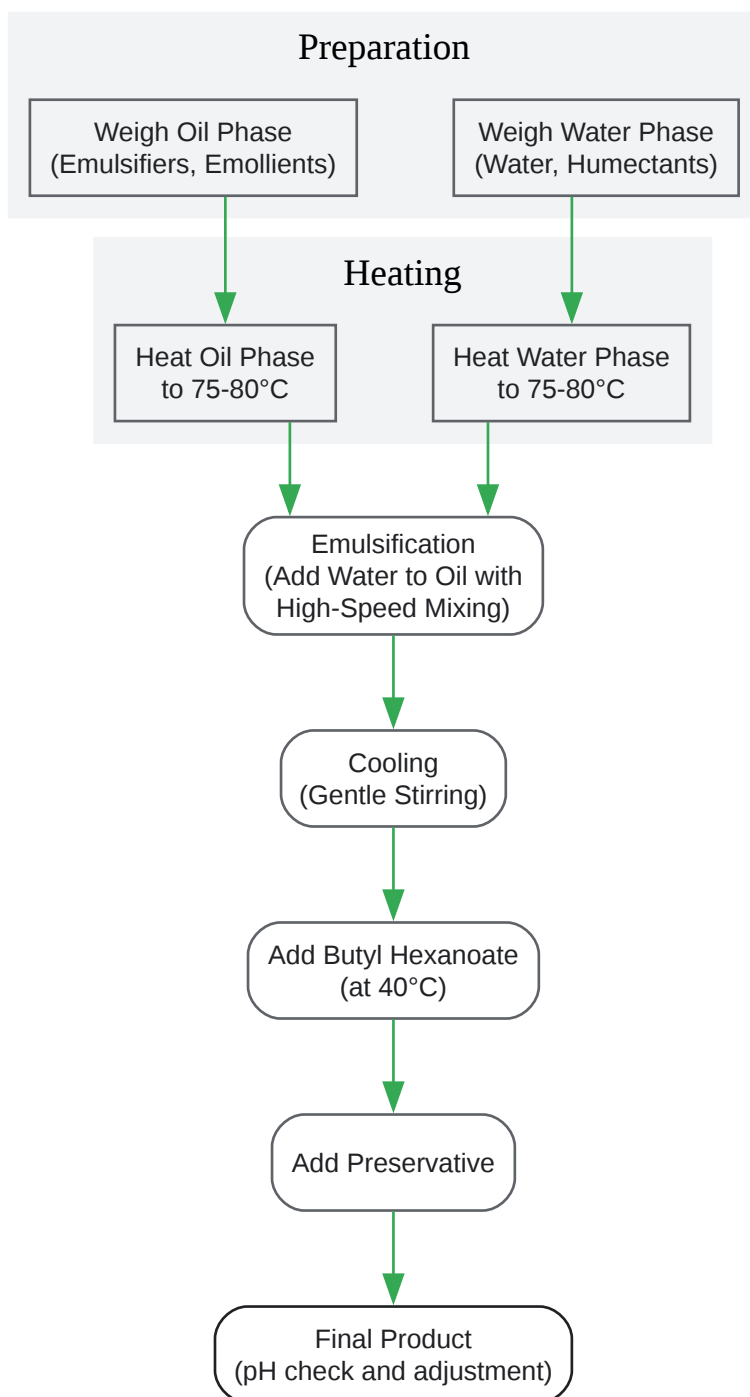 Preparation
Weigh Oil Phase
(Emulsifiers, Emollients)
Weigh Water Phase
(Water, Humectants)
Heating
Heat Oil Phase
to 75-80°C
Heat Water Phase
to 75-80°C
Emulsification
(Add Water to Oil with
High-Speed Mixing)
Cooling
(Gentle Stirring)
Add Butyl Hexanoate
(at 40°C)
Add Preservative
Final Product
(pH check and adjustment)